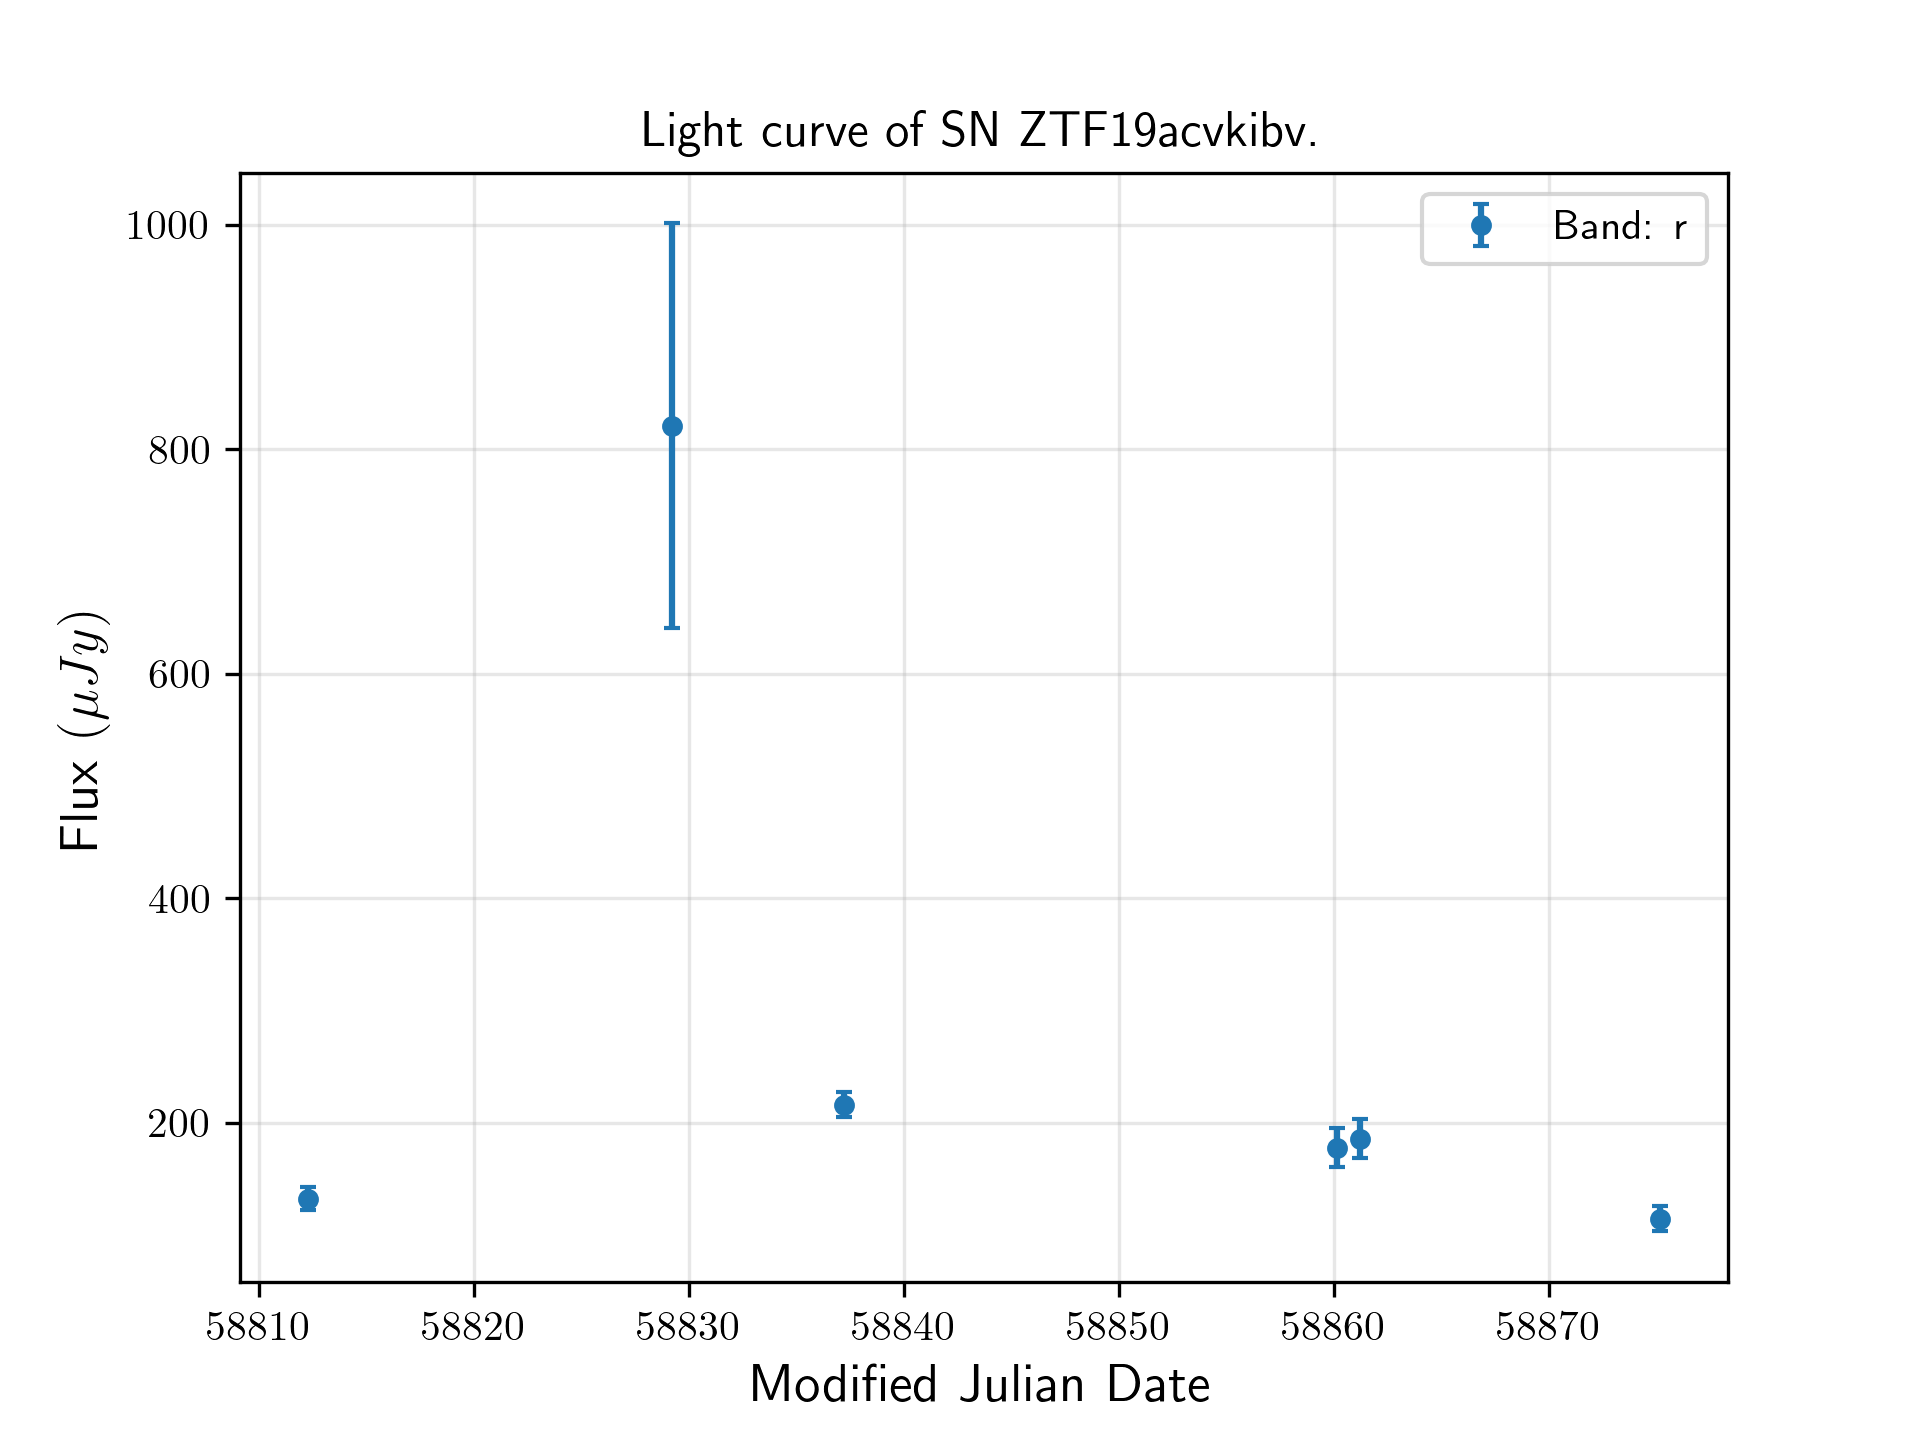 Light curve of SN ZTF19acvkibv.
Band: r
1000
800
600
400
200
Flux (μJy)
58810 58820 58830 58840 58850 58860 58870
Modified Julian Date